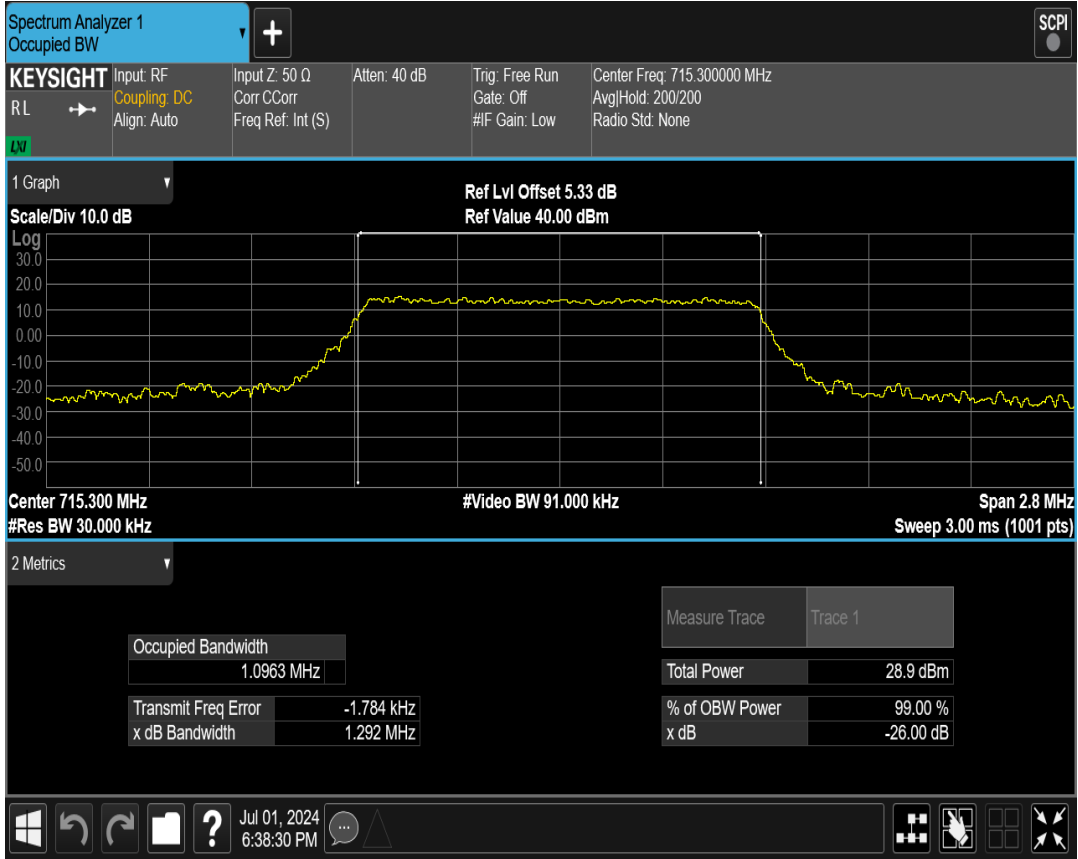 Spectrum Analyzer 1
Occupied BW
+
SCPI
KEYSIGHT
RL
LXI
Input: RF
Coupling: DC
Align: Auto
Input Z: 50 Ω
Corr CCorr
Freq Ref: Int (S)
Atten: 40 dB
Trig: Free Run
Gate: Off
#IF Gain: Low
Center Freq: 715.300000 MHz
Avg|Hold: 200/200
Radio Std: None
1 Graph
Scale/Div 10.0 dB
Ref Lvl Offset 5.33 dB
Ref Value 40.00 dBm
Log
30.0
20.0
10.0
0.00
-10.0
-20.0
-30.0
-40.0
-50.0
Center 715.300 MHz
#Video BW 91.000 kHz
Span 2.8 MHz
#Res BW 30.000 kHz
Sweep 3.00 ms (1001 pts)
2 Metrics
Measure Trace Trace 1
Occupied Bandwidth
1.0963 MHz
Total Power 28.9 dBm
Transmit Freq Error -1.784 kHz
% of OBW Power 99.00 %
x dB Bandwidth 1.292 MHz
x dB -26.00 dB
?
Jul 01, 2024
6:38:30 PM